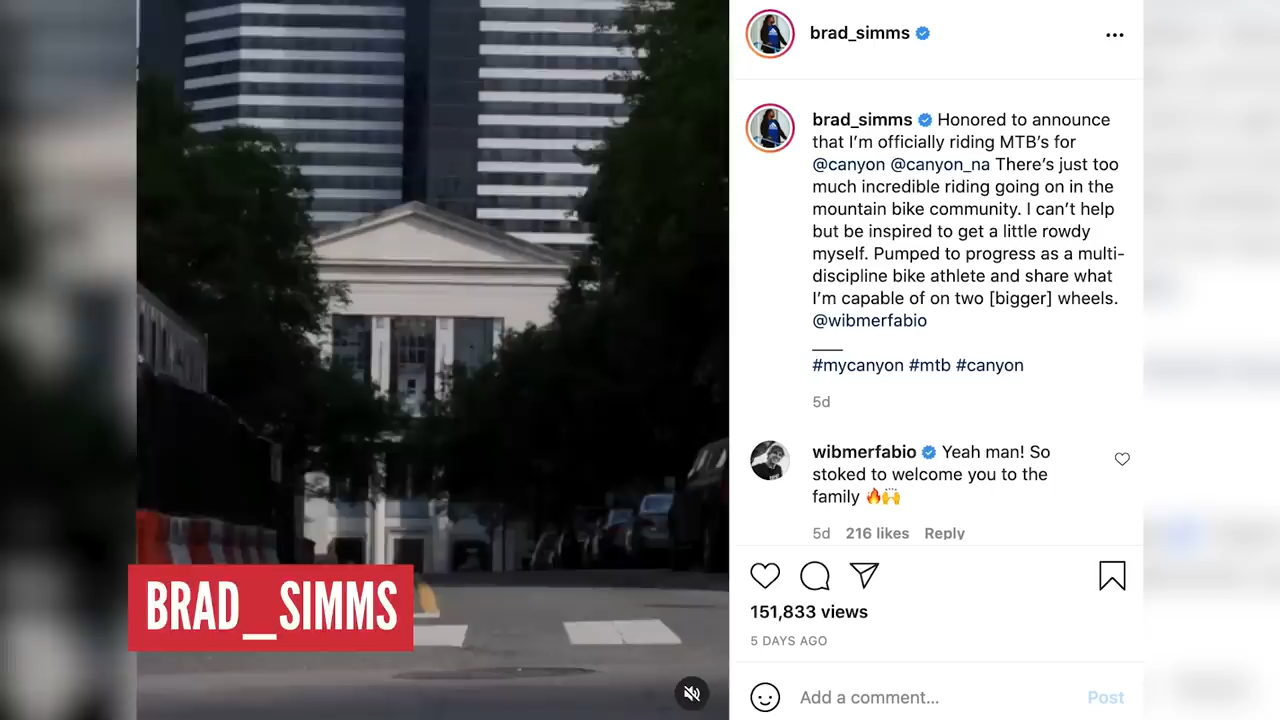 brad_simms
brad_simms Honored to announce
that I'm officially riding MTB's for
@canyon @canyon_na There's just too
much incredible riding going on in the
mountain bike community. I can't help
but be inspired to get a little rowdy
myself. Pumped to progress as a multi-
discipline bike athlete and share what
I'm capable of on two [bigger] wheels.
@wibmerfabio
___
#mycanyon #mtb #canyon
5d
wibmerfabio Yeah man! So
stoked to welcome you to the
family 🔥🙌
5d 216 likes Reply
151,833 views
5 DAYS AGO
Add a comment... Post
BRAD_SIMMS